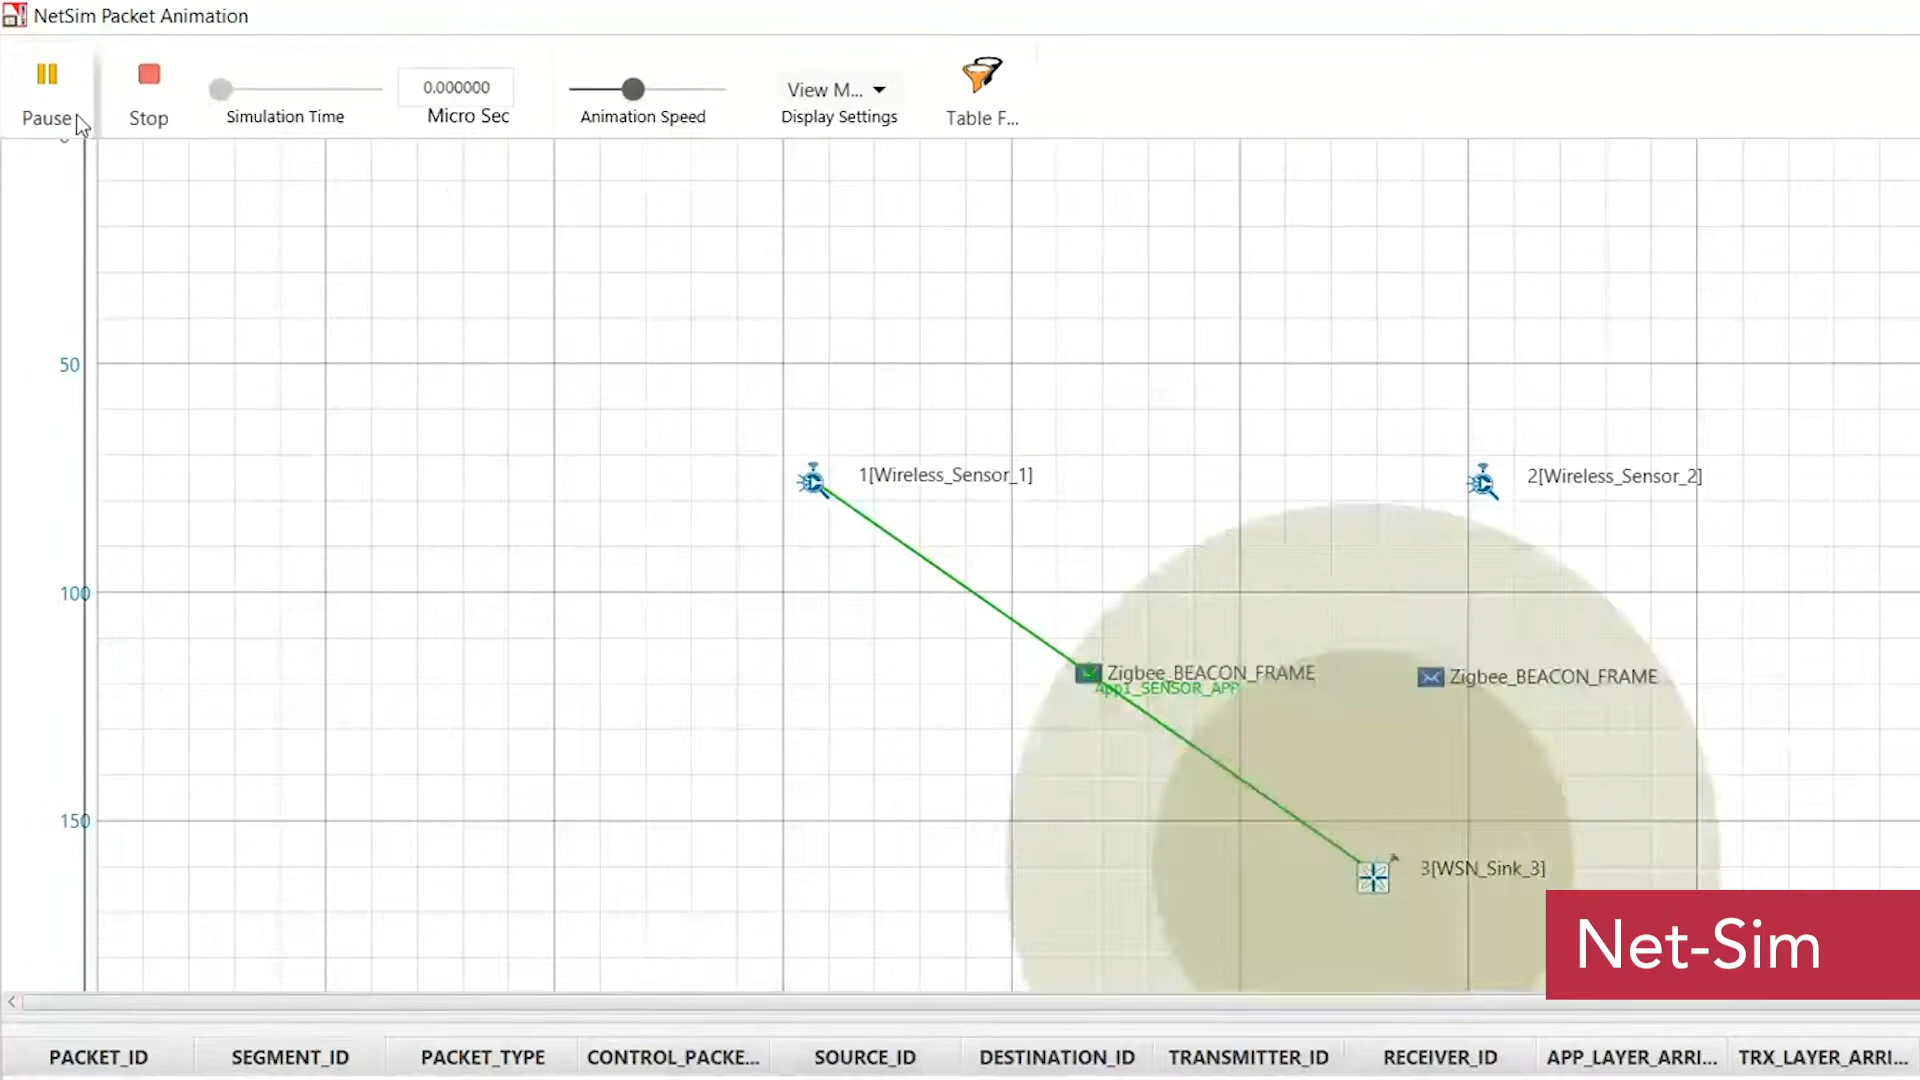 NetSim Packet Animation
Pause
Stop
Simulation Time
0.000000
Micro Sec
Animation Speed
View M...
Display Settings
Table F...
50
1[Wireless_Sensor_1]
2[Wireless_Sensor_2]
100
Zigbee_BEACON_FRAME
App1_SENSOR_APP
Zigbee_BEACON_FRAME
150
3[WSN_Sink_3]
Net-Sim
PACKET_ID SEGMENT_ID PACKET_TYPE CONTROL_PACKE... SOURCE_ID DESTINATION_ID TRANSMITTER_ID RECEIVER_ID APP_LAYER_ARRI... TRX_LAYER_ARRI...